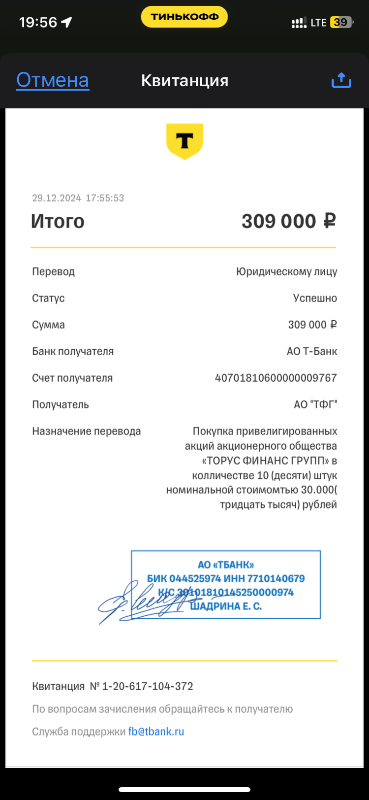 19:56
ТИНЬКОФФ
LTE 39
Отмена
Квитанция
Т
29.12.2024 17:55:53
Итого 309 000 ₽
Перевод Юридическому лицу
Статус Успешно
Сумма 309 000 ₽
Банк получателя АО Т-Банк
Счет получателя 40701810600000009767
Получатель АО "ТФГ"
Назначение перевода Покупка привелигированных
акций акционерного общества
«ТОРУС ФИНАНС ГРУПП» в
колличестве 10 (десяти) штук
номинальной стоимомтью 30.000(
тридцать тысяч) рублей
АО «ТБАНК»
БИК 044525974 ИНН 7710140679
К/С 30101810145250000974
ШАДРИНА Е. С.
Квитанция № 1-20-617-104-372
По вопросам зачисления обращайтесь к получателю
Служба поддержки fb@tbank.ru